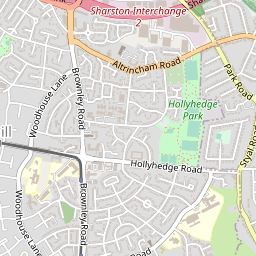 Sharston Interchange
2
Altrincham Road
Woodhouse Lane
Brownley Road
Park Road
Hollyhedge
Park
Styal Road
ill
Hollyhedge Road
Woodhouse
Lane
Brownley Road